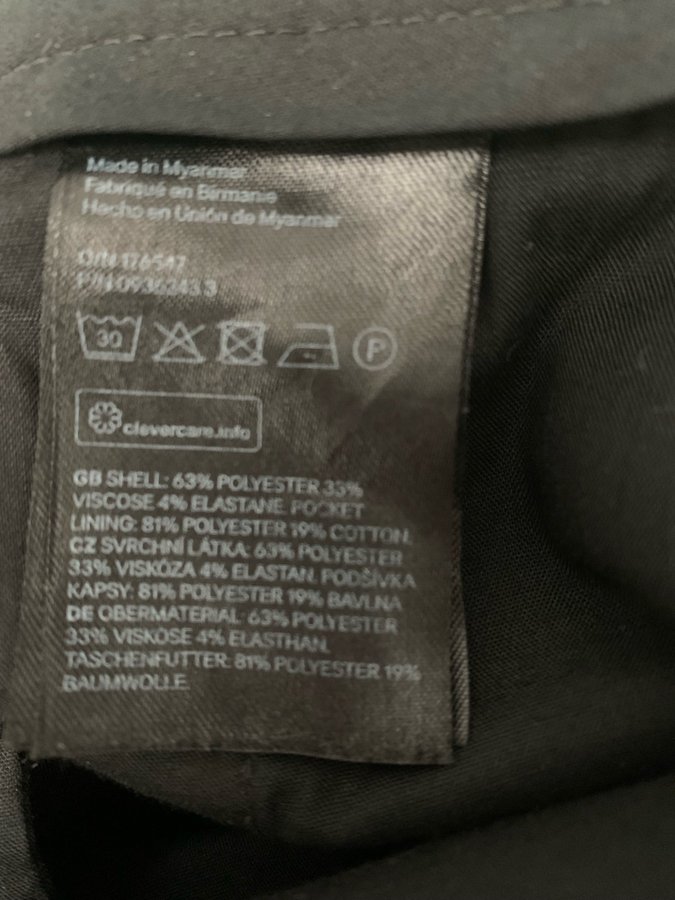 Made in Myanmar
Fabriqué en Birmanie
Hecho en Unión de Myanmar
O/N 176547
P/N
30
P
clevercare.info
GB SHELL: 63% POLYESTER 33%
VISCOSE 4% ELASTANE. POCKET
LINING: 81% POLYESTER 19% COTTON.
CZ SVRCHNÍ LÁTKA: 63% POLYESTER
33% VISKÓZA 4% ELASTAN. PODŠÍVKA
KAPSY: 81% POLYESTER 19% BAVLNA
DE OBERMATERIAL: 63% POLYESTER
33% VISKOSE 4% ELASTHAN.
TASCHENFUTTER: 81% POLYESTER 19%
BAUMWOLLE